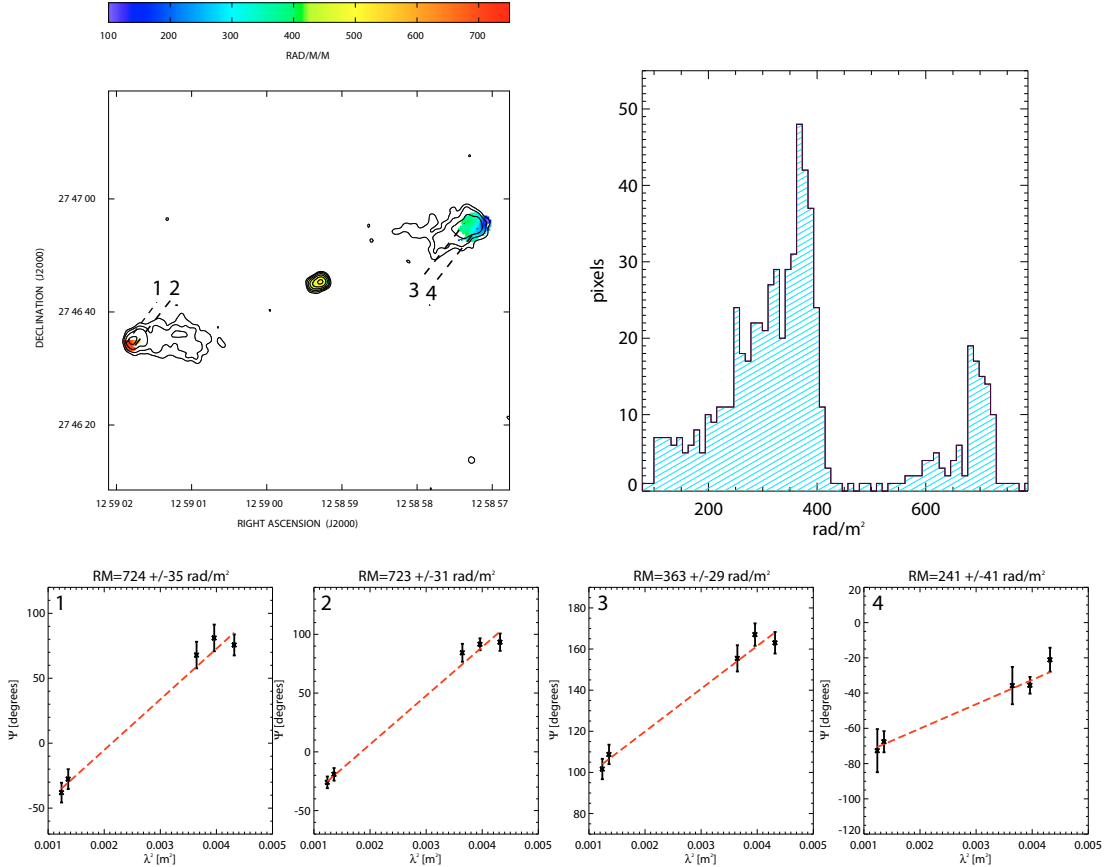 100 200 300 400 500 600 700
RAD/M/M
DECLINATION (J2000)
27 47 00
27 46 40
27 46 20
1 2
3 4
12 59 02 12 59 01 12 59 00 12 58 59 12 58 58 12 58 57
RIGHT ASCENSION (J2000)
pixels
50
40
30
20
10
0
200 400 600
rad/m²
RM=724 +/-35 rad/m²
1
Ψ [degrees]
100
50
0
-50
0.001 0.002 0.003 0.004 0.005
λ² [m²]
RM=723 +/-31 rad/m²
2
Ψ [degrees]
100
50
0
-50
0.001 0.002 0.003 0.004 0.005
λ² [m²]
RM=363 +/-29 rad/m²
3
Ψ [degrees]
180
160
140
120
100
80
0.001 0.002 0.003 0.004 0.005
λ² [m²]
RM=241 +/-41 rad/m²
4
Ψ [degrees]
20
0
-20
-40
-60
-80
-100
-120
0.001 0.002 0.003 0.004 0.005
λ² [m²]